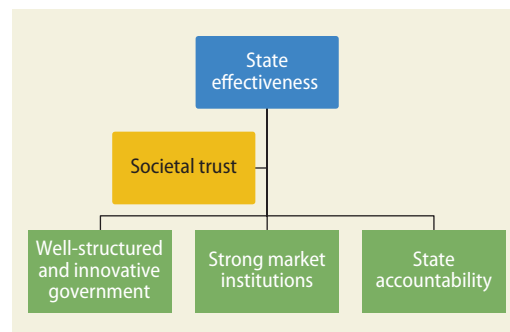 State
effectiveness
Societal trust
Well-structured
and innovative
government
Strong market
institutions
State
accountability